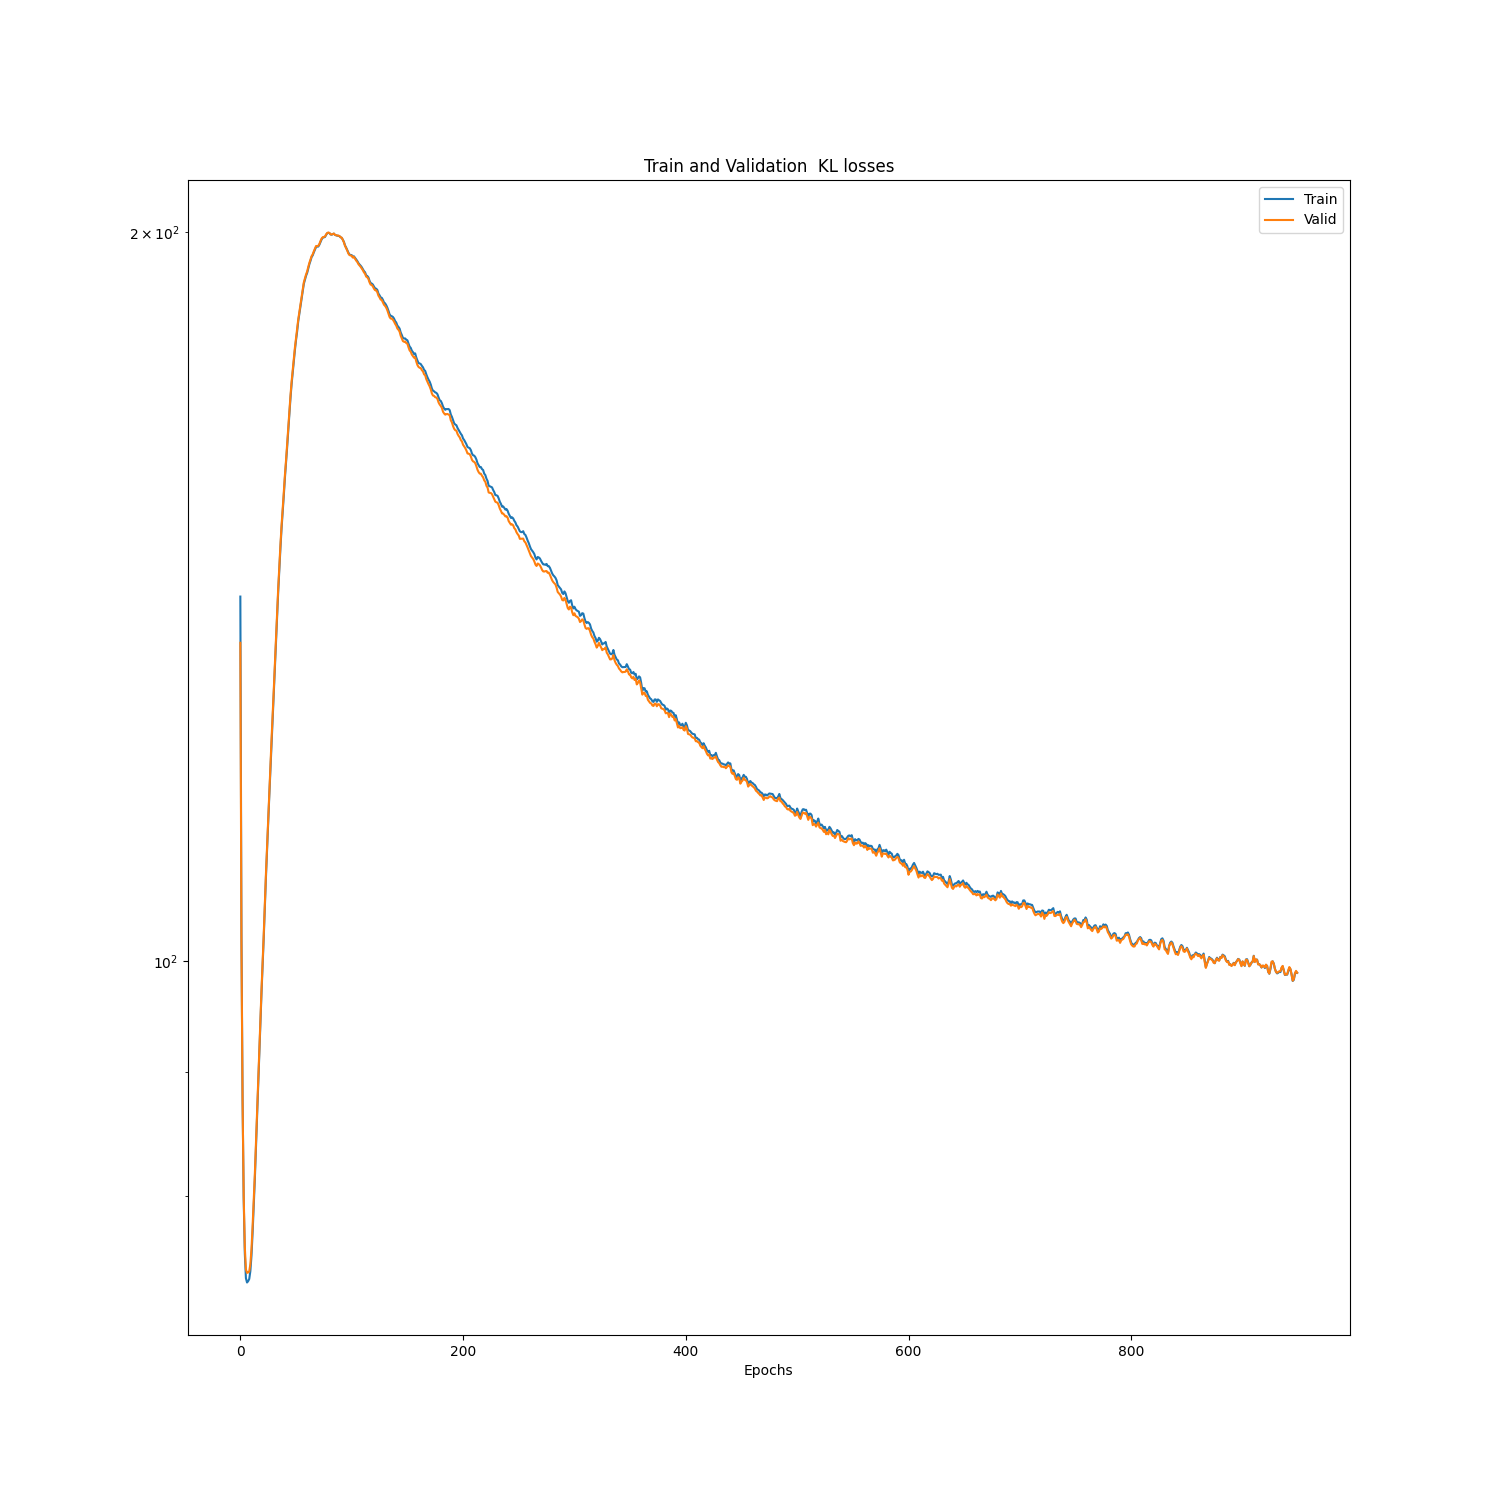 Train and Validation  KL losses
Train
Valid
2 × 10²
10²
0 200 400 600 800
Epochs